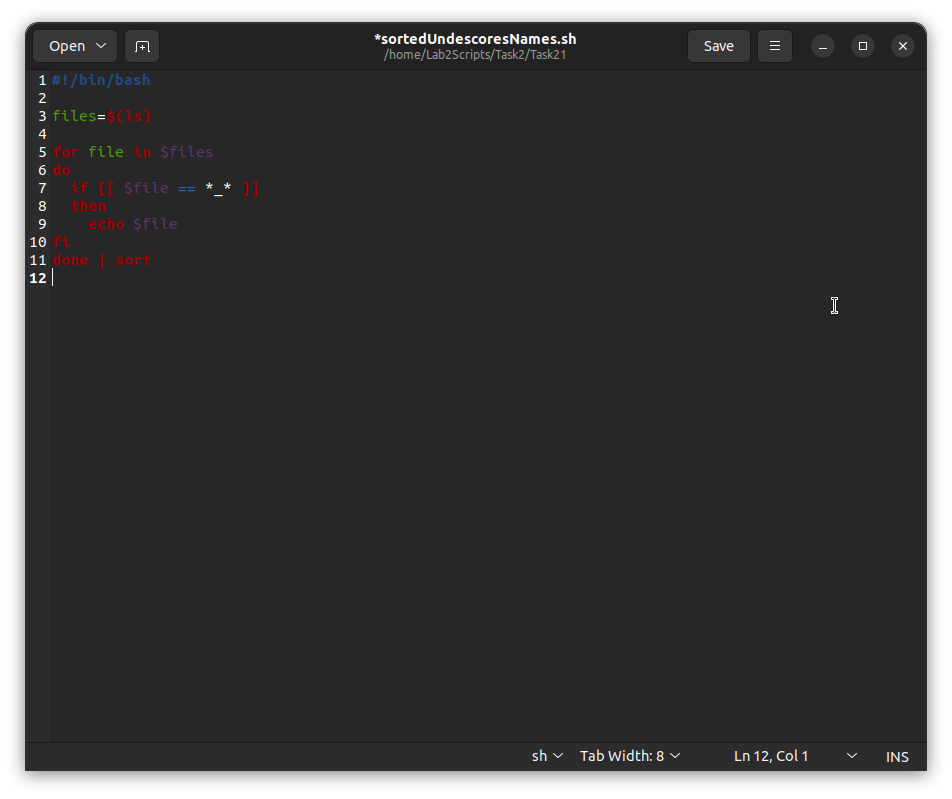 Open
*sortedUndescoresNames.sh
/home/Lab2Scripts/Task2/Task21
Save
1 #!/bin/bash
2
3 files=$(ls)
4
5 for file in $files
6 do
7   if [[ $file == *_* ]]
8   then
9     echo $file
10 fi
11 done | sort
12
sh Tab Width: 8 Ln 12, Col 1 INS